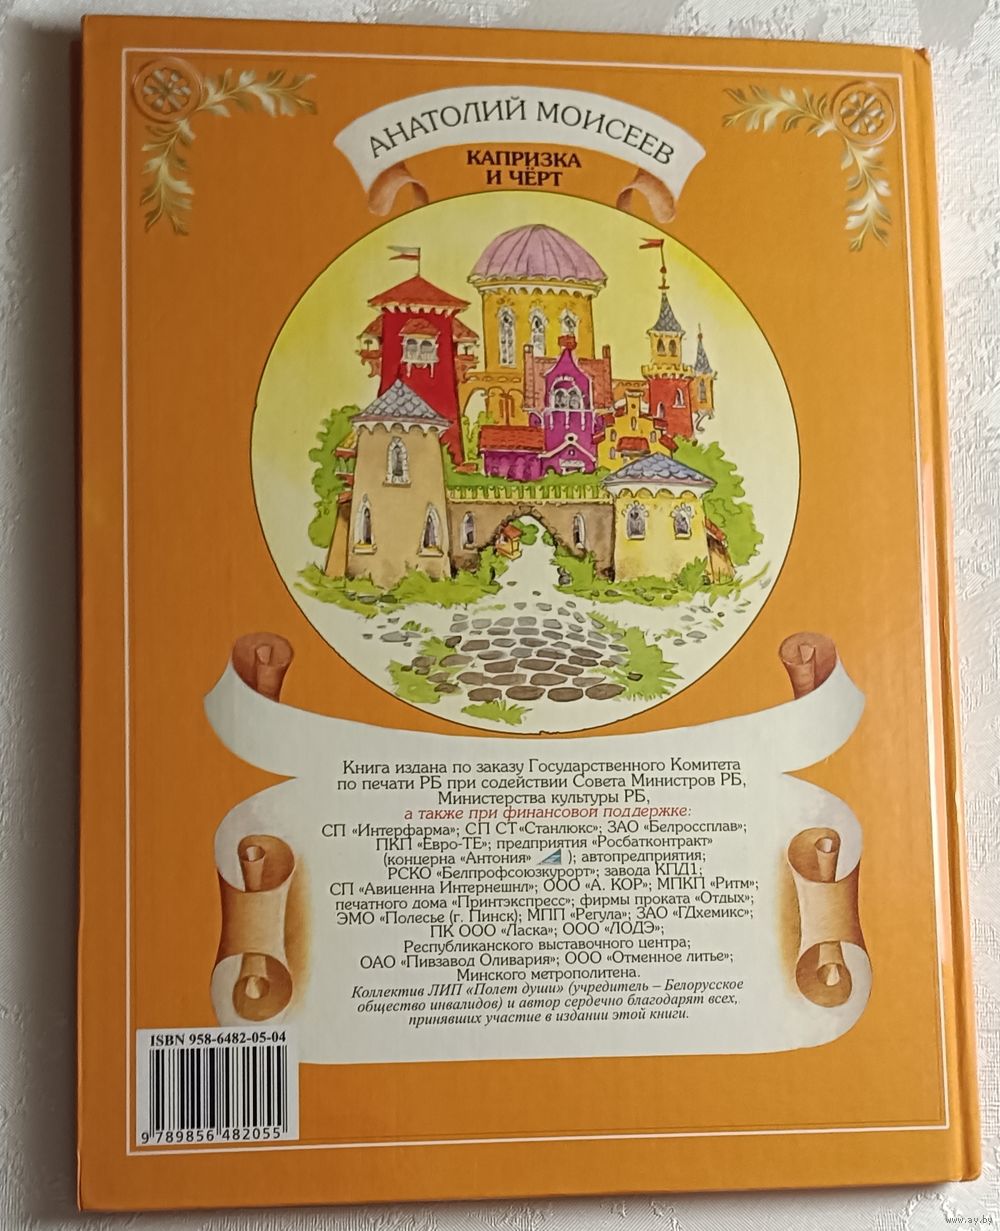 АНАТОЛИЙ МОИСЕЕВ
КАПРИЗКА
И ЧЁРТ
Книга издана по заказу Государственного Комитета
по печати РБ при содействии Совета Министров РБ,
Министерства культуры РБ,
а также при финансовой поддержке:
СП «Интерфарма»; СП СТ«Станлюкс»; ЗАО «Белроссплав»;
ПКП «Евро-ТЕ»; предприятия «Росбатконтракт»
(концерна «Антония» ); автопредприятия;
РСКО «Белпрофсоюзкурорт»; завода КПД1;
СП «Авиценна Интернешнл»; ООО «А. КОР»; МПКП «Ритм»;
печатного дома «Принтэкспресс»; фирмы проката «Отдых»;
ЭМО «Полесье (г. Пинск); МПП «Регула»; ЗАО «ГДхемикс»;
ПК ООО «Ласка»; ООО «ЛОДЭ»;
Республиканского выставочного центра;
ОАО «Пивзавод Оливария»; ООО «Отменное литье»;
Минского метрополитена.
Коллектив ЛИП «Полет души» (учредитель – Белорусское
общество инвалидов) и автор сердечно благодарят всех,
принявших участие в издании этой книги.
ISBN 958-6482-05-04
9 789856 482055
www.ay.by